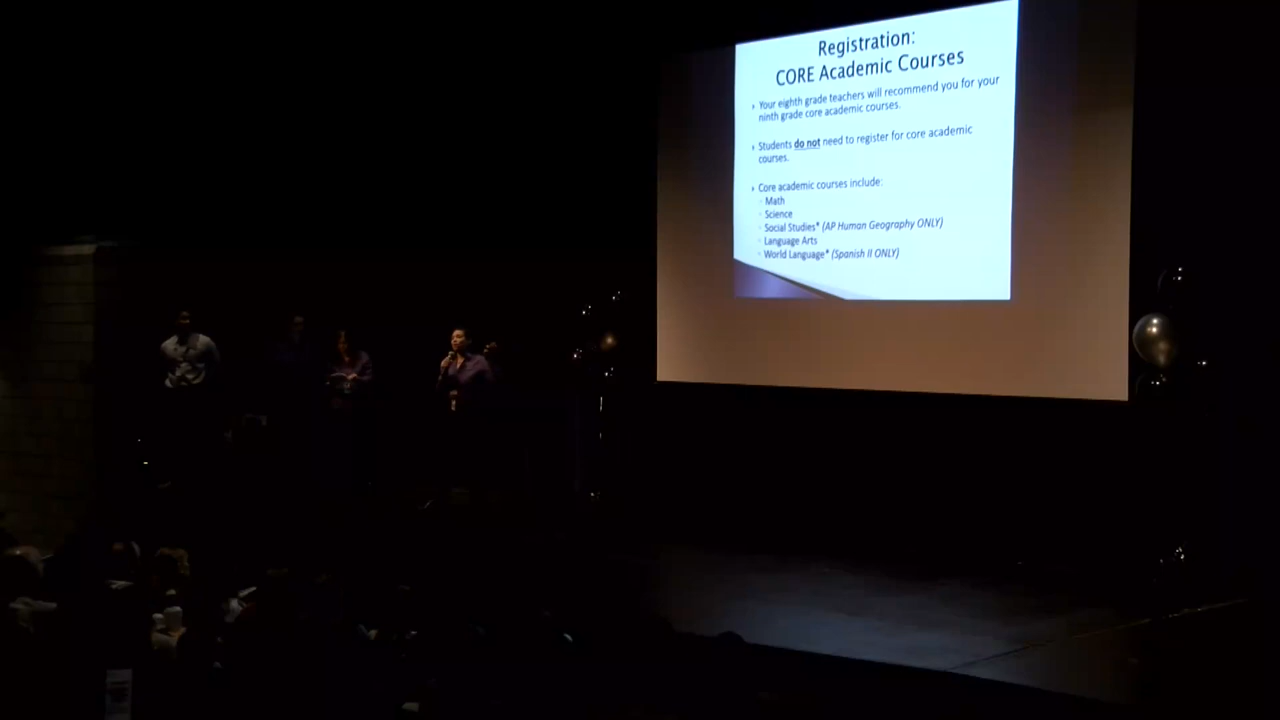 Registration:
CORE Academic Courses
Your eighth grade teachers will recommend you for your
ninth grade core academic courses.
Students do not need to register for core academic
courses.
Core academic courses include:
Math
Science
Social Studies* (AP Human Geography ONLY)
Language Arts
World Language* (Spanish II ONLY)